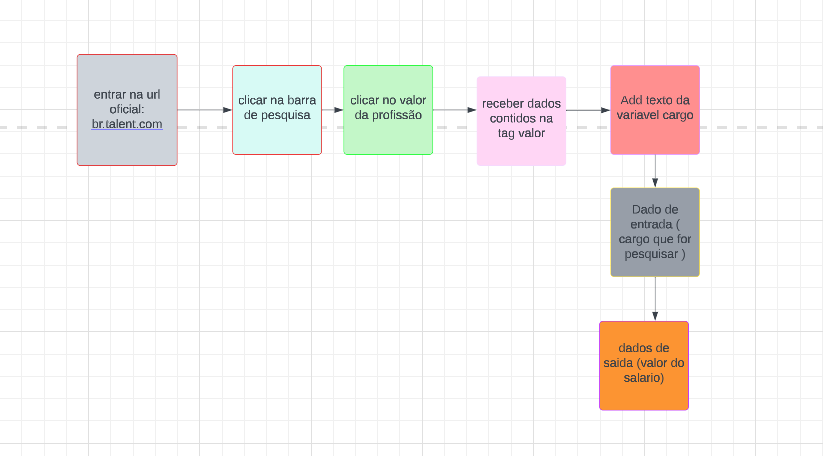 entrar na url
oficial:
br.talent.com
clicar na barra
de pesquisa
clicar no valor
da profissão
receber dados
contidos na
tag valor
Add texto da
variavel cargo
Dado de
entrada (
cargo que for
pesquisar )
dados de
saida (valor do
salario)